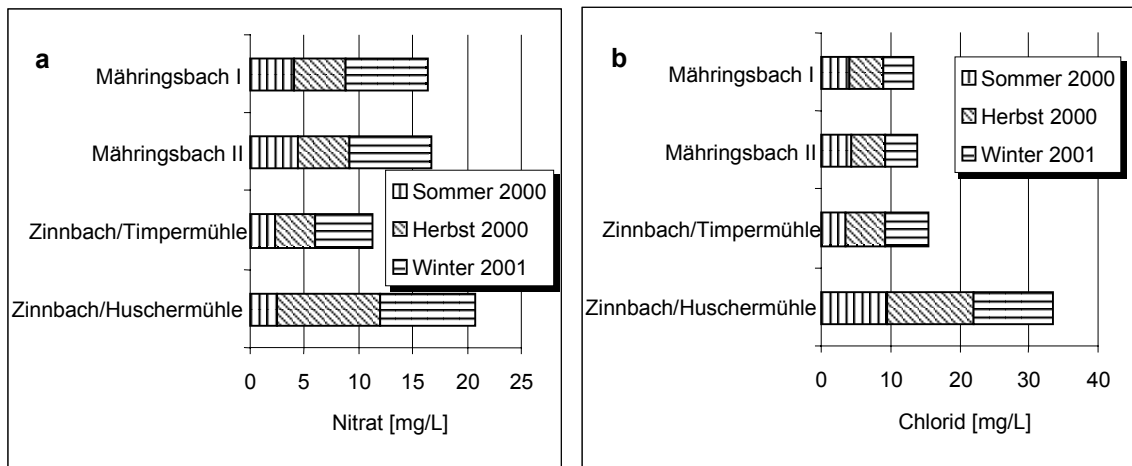 a
Mähringsbach I
Mähringsbach II
Zinnbach/Timpermühle
Zinnbach/Huschermühle
Sommer 2000
Herbst 2000
Winter 2001
0 5 10 15 20 25
Nitrat [mg/L]
b
Mähringsbach I
Mähringsbach II
Zinnbach/Timpermühle
Zinnbach/Huschermühle
Sommer 2000
Herbst 2000
Winter 2001
0 10 20 30 40
Chlorid [mg/L]